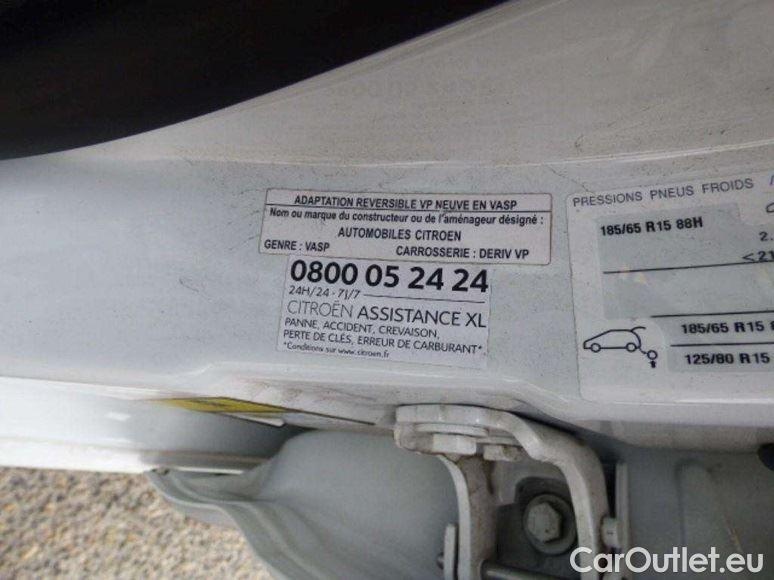 ADAPTATION REVERSIBLE VP NEUVE EN VASP
Nom ou marque du constructeur ou de l'aménageur désigné :
AUTOMOBILES CITROEN
GENRE : VASP CARROSSERIE : DERIV VP
0800 05 24 24
24H/24 - 7J/7
CITROËN ASSISTANCE XL
PANNE, ACCIDENT, CREVAISON,
PERTE DE CLÉS, ERREUR DE CARBURANT*
*Conditions sur www.citroen.fr
PRESSIONS PNEUS FROIDS
185/65 R15 88H
2.
<21
185/65 R15
125/80 R15
CarOutlet.eu